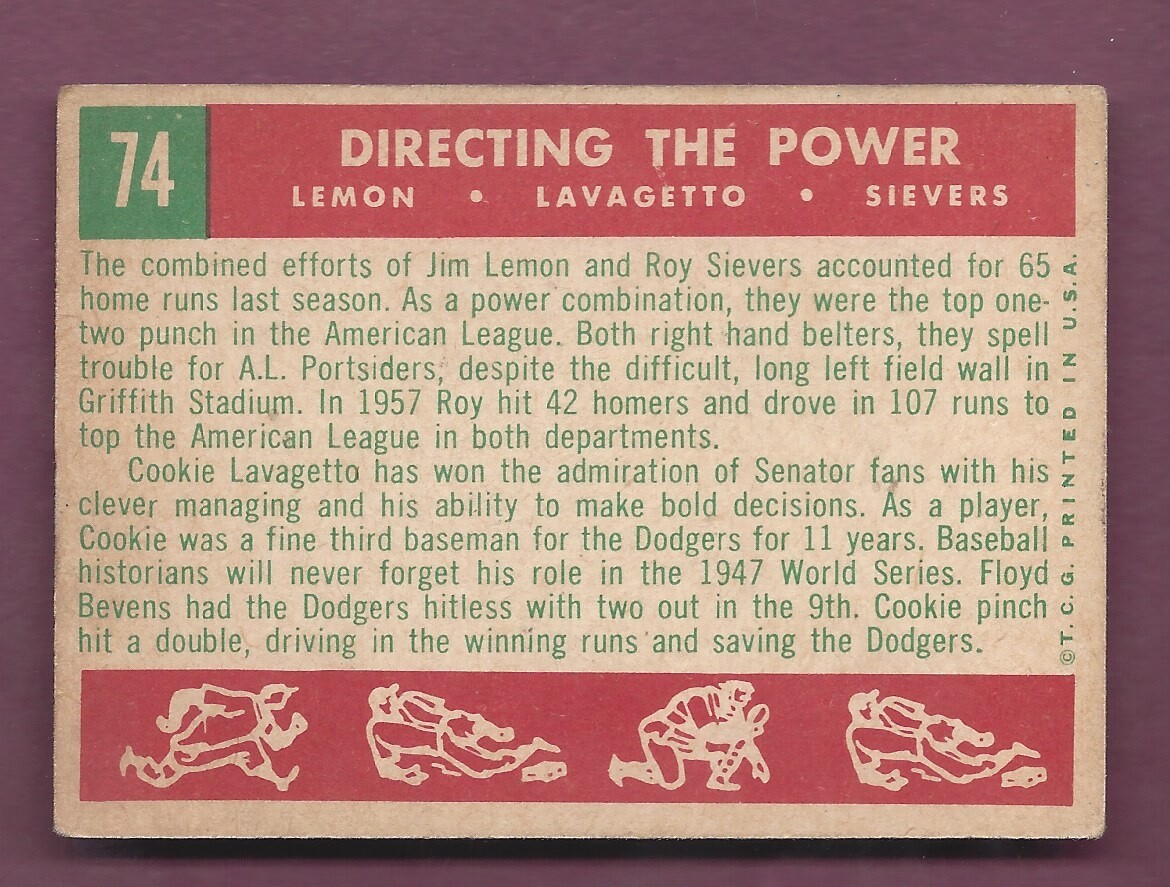 74
DIRECTING THE POWER
LEMON • LAVAGETTO • SIEVERS
The combined efforts of Jim Lemon and Roy Sievers accounted for 65
home runs last season. As a power combination, they were the top one-
two punch in the American League. Both right hand belters, they spell
trouble for A.L. Portsiders, despite the difficult, long left field wall in
Griffith Stadium. In 1957 Roy hit 42 homers and drove in 107 runs to
top the American League in both departments.
Cookie Lavagetto has won the admiration of Senator fans with his
clever managing and his ability to make bold decisions. As a player,
Cookie was a fine third baseman for the Dodgers for 11 years. Baseball
historians will never forget his role in the 1947 World Series. Floyd
Bevens had the Dodgers hitless with two out in the 9th. Cookie pinch
hit a double, driving in the winning runs and saving the Dodgers.
© T. C. G. PRINTED IN U.S.A.